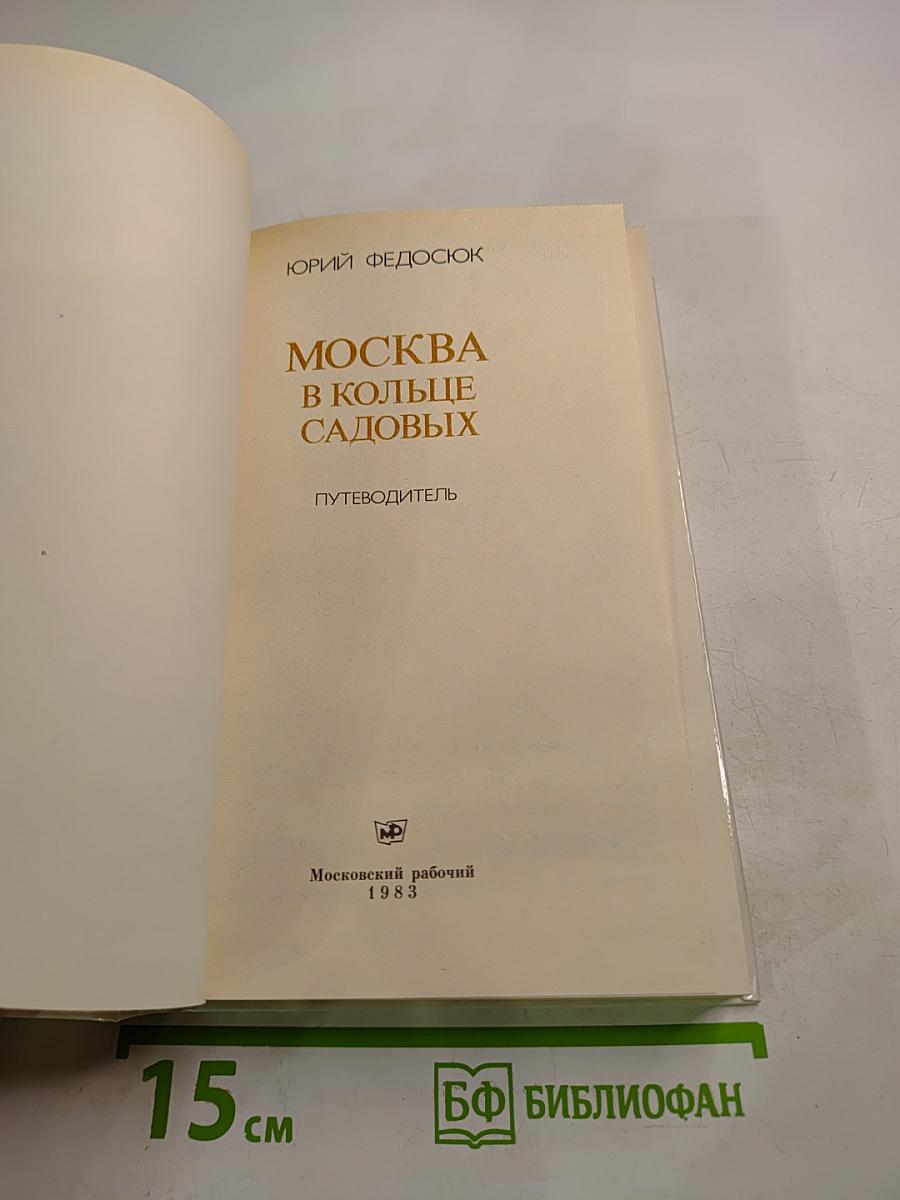 ЮРИЙ ФЕДОСЮК
МОСКВА
В КОЛЬЦЕ
САДОВЫХ
ПУТЕВОДИТЕЛЬ
МР
Московский рабочий
1983
15 см
БФ БИБЛИОФАН